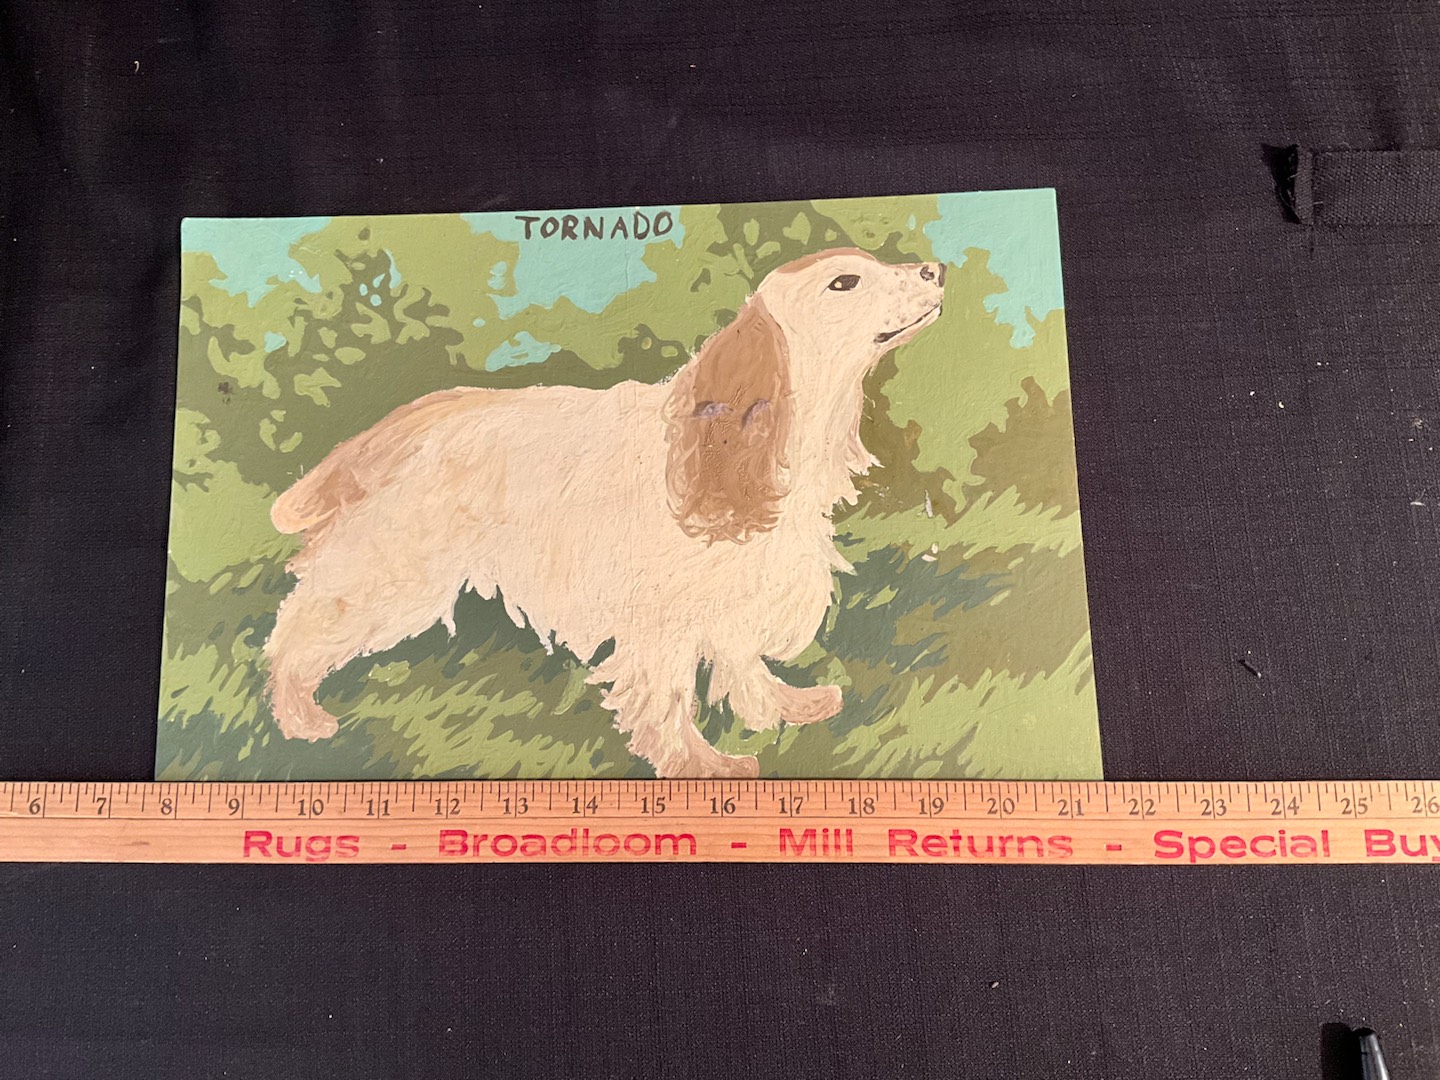 TORNADO
6 7 8 9 10 11 12 13 14 15 16 17 18 19 20 21 22 23 24 25 26
Rugs - Broadloom - Mill Returns - Special Buy